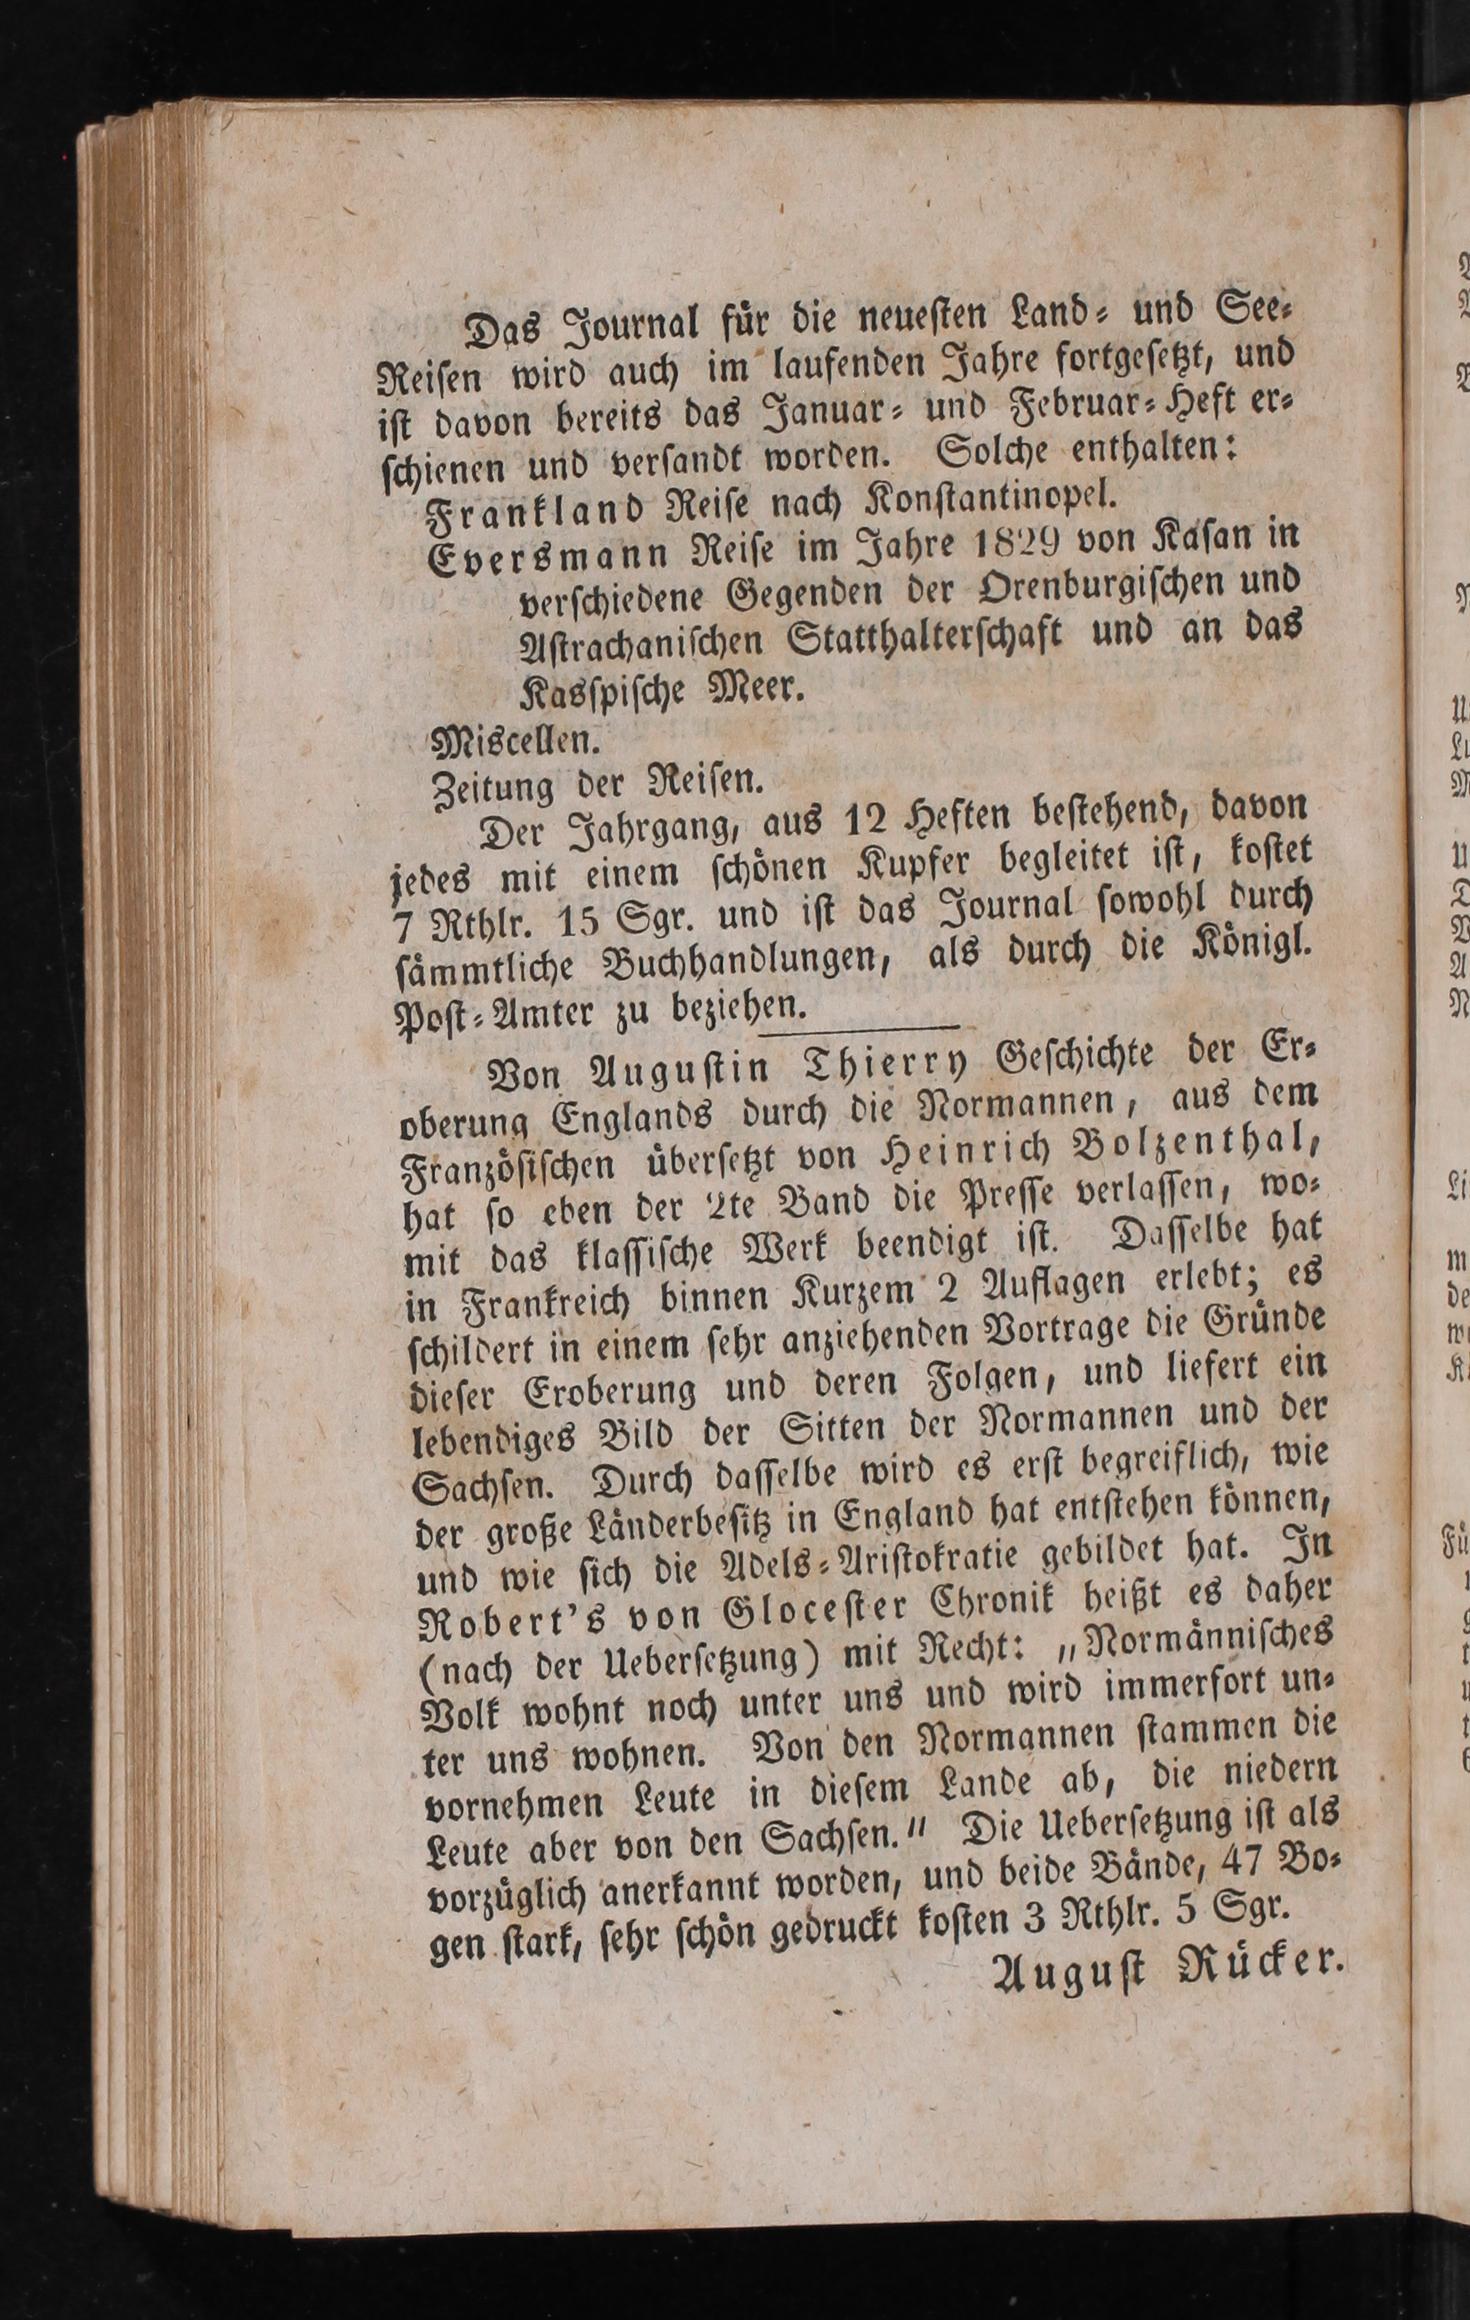 Das Journal für die neueſten Land⸗ und See⸗
Reiſen wird auch im laufenden Jahre fortgeſetzt, und
iſt davon bereits das Januar⸗ und Februar⸗Heft er⸗
ſchienen und verſandt worden. Solche enthalten:
Frankland Reiſe nach Konſtantinopel.
Eversmann Reiſe im Jahre 1829 von Kaſan in
verſchiedene Gegenden der Orenburgiſchen und
Aſtrachaniſchen Statthalterſchaft und an das
Kasſpiſche Meer.
Miscellen.
Zeitung der Reiſen.
Der Jahrgang, aus 12 Heften beſtehend, davon
jedes mit einem ſchönen Kupfer begleitet iſt, koſtet
7 Rthlr. 15 Sgr. und iſt das Journal ſowohl durch
ſämmtliche Buchhandlungen, als durch die Königl.
Poſt⸗Amter zu beziehen.
Von Auguſtin Thierry Geſchichte der Er⸗
oberung Englands durch die Normannen, aus dem
Franzöſiſchen überſetzt von Heinrich Bolzenthal,
hat ſo eben der 2te Band die Preſſe verlaſſen, wo⸗
mit das klaſſiſche Werk beendigt iſt. Daſſelbe hat
in Frankreich binnen Kurzem 2 Auflagen erlebt; es
ſchildert in einem ſehr anziehenden Vortrage die Gründe
dieſer Eroberung und deren Folgen, und liefert ein
lebendiges Bild der Sitten der Normannen und der
Sachſen. Durch daſſelbe wird es erſt begreiflich, wie
der große Länderbeſitz in England hat entſtehen können,
und wie ſich die Adels⸗Ariſtokratie gebildet hat. In
Robert's von Gloceſter Chronik heißt es daher
(nach der Ueberſetzung) mit Recht: „Normänniſches
Volk wohnt noch unter uns und wird immerfort un⸗
ter uns wohnen. Von den Normannen ſtammen die
vornehmen Leute in dieſem Lande ab, die niedern
Leute aber von den Sachſen." Die Ueberſetzung iſt als
vorzüglich anerkannt worden, und beide Bände, 47 Bo⸗
gen ſtark, ſehr ſchön gedruckt koſten 3 Rthlr. 5 Sgr.
Auguſt Rücker.